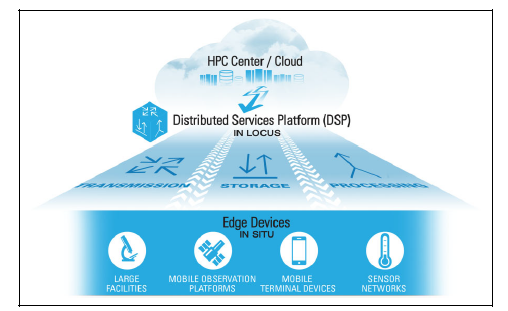 HPC Center / Cloud
Distributed Services Platform (DSP)
IN LOCUS
TRANSMISSION STORAGE PROCESSING
Edge Devices
IN SITU
LARGE
FACILITIES
MOBILE OBSERVATION
PLATFORMS
MOBILE
TERMINAL DEVICES
SENSOR
NETWORKS